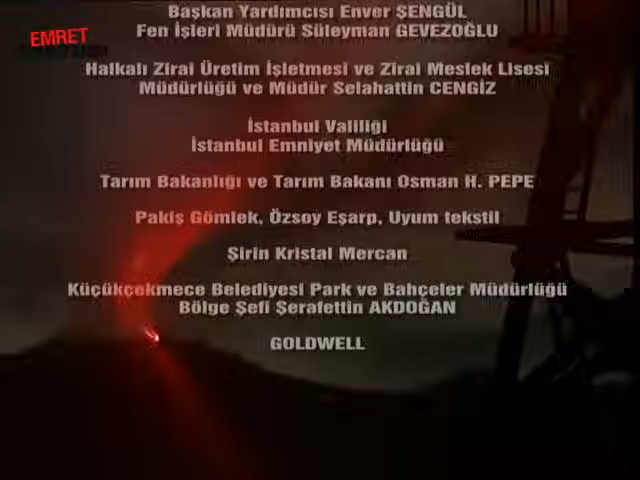 EMRET
Başkan Yardımcısı Enver ŞENGÜL
Fen İşleri Müdürü Süleyman GEVEZOĞLU
Halkalı Zirai Üretim İşletmesi ve Zirai Meslek Lisesi
Müdürlüğü ve Müdür Selahattin CENGİZ
İstanbul Valiliği
İstanbul Emniyet Müdürlüğü
Tarım Bakanlığı ve Tarım Bakanı Osman H. PEPE
Pakiş Gömlek, Özsoy Eşarp, Uyum tekstil
Şirin Kristal Mercan
Küçükçekmece Belediyesi Park ve Bahçeler Müdürlüğü
Bölge Şefi Şerafettin AKDOĞAN
GOLDWELL